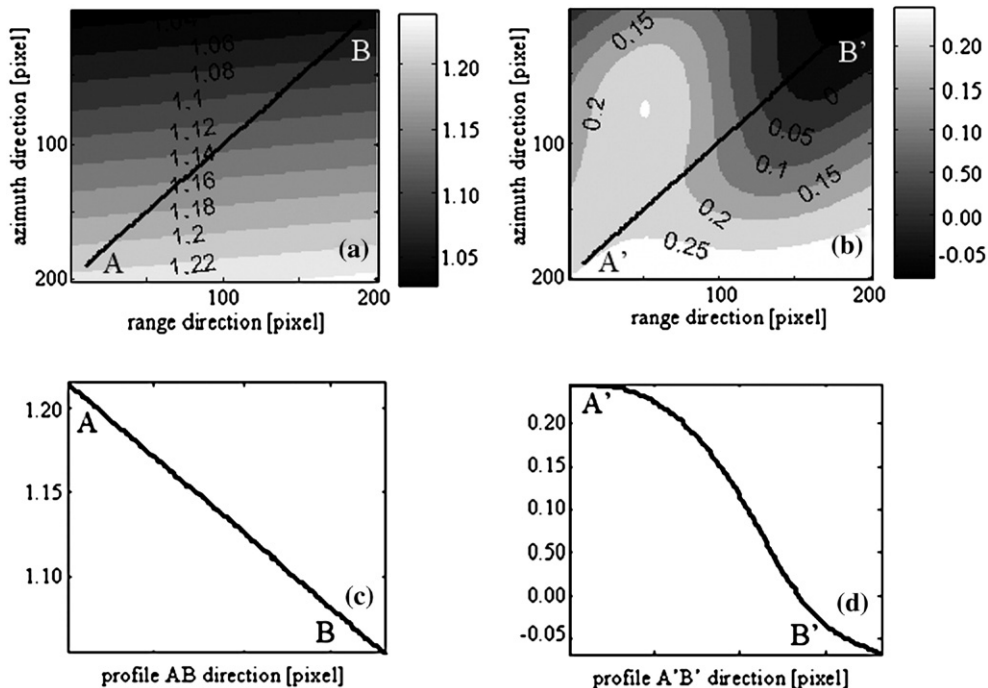 1.04
1.06
1.08
1.1
1.12
1.14
1.16
1.18
1.2
1.22
A
B
(a)
100
200
100
200
azimuth direction [pixel]
range direction [pixel]
1.20
1.15
1.10
1.05
0.15
0.2
0
0.05
0.1
0.15
0.2
0.25
A'
B'
(b)
100
200
100
200
azimuth direction [pixel]
range direction [pixel]
0.20
0.15
0.10
0.50
0.00
-0.05
1.20
1.15
1.10
A
B
(c)
profile AB direction [pixel]
0.20
0.15
0.10
0.50
0.00
-0.05
A'
B'
(d)
profile A'B' direction [pixel]